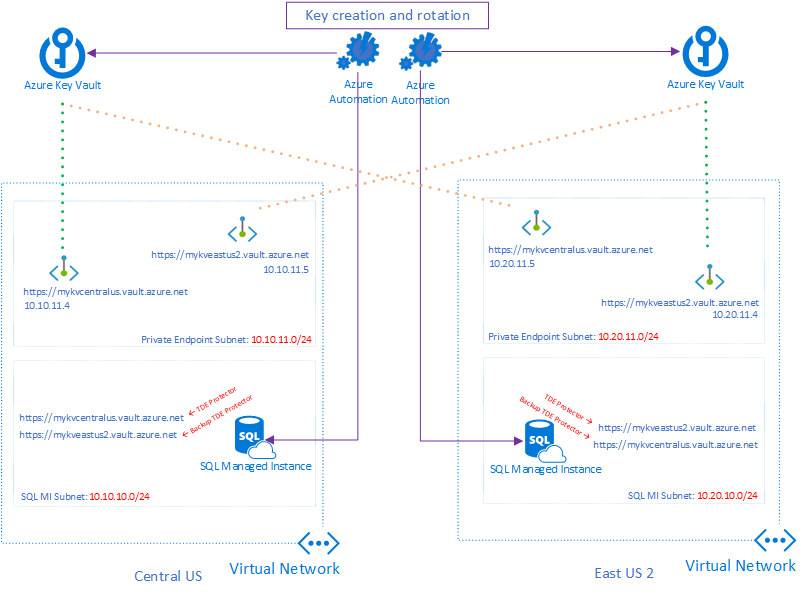 Key creation and rotation
Azure Key Vault
Azure
Automation
Azure
Automation
Azure Key Vault
https://mykveastus2.vault.azure.net
10.10.11.5
https://mykvcentralus.vault.azure.net
10.10.11.4
Private Endpoint Subnet: 10.10.11.0/24
https://mykvcentralus.vault.azure.net
10.20.11.5
https://mykveastus2.vault.azure.net
10.20.11.4
Private Endpoint Subnet: 10.20.11.0/24
https://mykvcentralus.vault.azure.net
https://mykveastus2.vault.azure.net
← TDE Protector
← Backup TDE Protector
SQL
SQL Managed Instance
SQL MI Subnet: 10.10.10.0/24
TDE Protector →
Backup TDE Protector →
SQL
SQL Managed Instance
https://mykveastus2.vault.azure.net
https://mykvcentralus.vault.azure.net
SQL MI Subnet: 10.20.10.0/24
Central US
Virtual Network
East US 2
Virtual Network